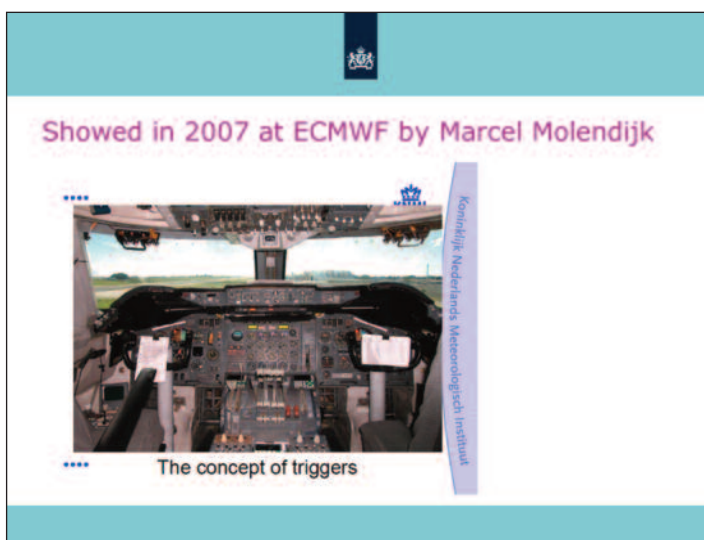 Showed in 2007 at ECMWF by Marcel Molendijk
Koninklijk Nederlands Meteorologisch Instituut
The concept of triggers